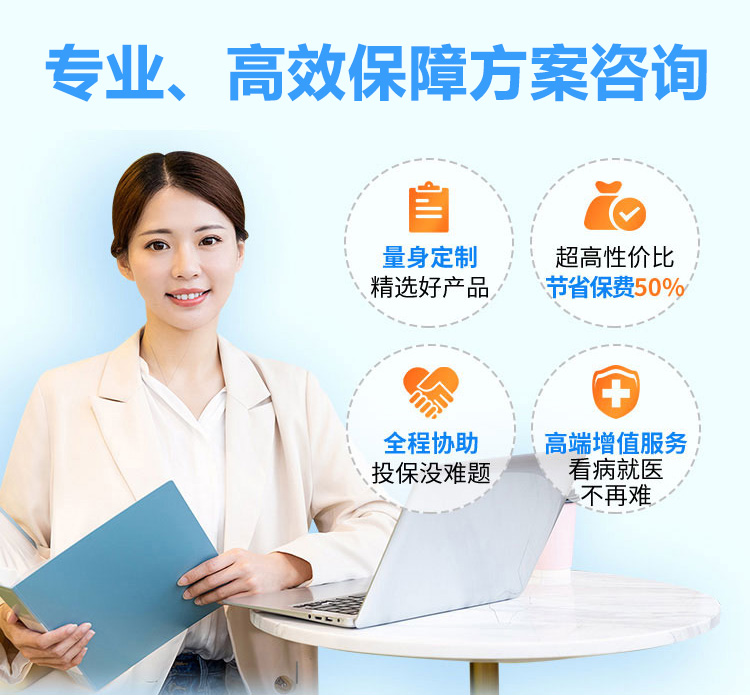 专业、高效保障方案咨询
量身定制
精选好产品
超高性价比
节省保费50%
全程协助
投保没难题
高端增值服务
看病就医
不再难